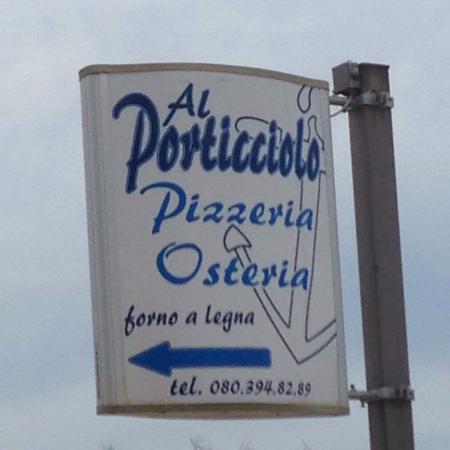 Al
Porticciolo
Pizzeria
Osteria
forno a legna
tel. 080.394.82.89